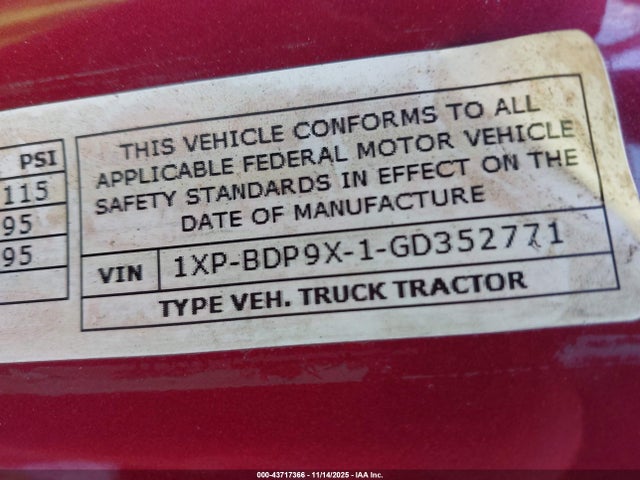 PSI
115
95
95
THIS VEHICLE CONFORMS TO ALL
APPLICABLE FEDERAL MOTOR VEHICLE
SAFETY STANDARDS IN EFFECT ON THE
DATE OF MANUFACTURE
VIN 1XP-BDP9X-1-GD352771
TYPE VEH. TRUCK TRACTOR
000-43717366 - 11/14/2025 - IAA Inc.